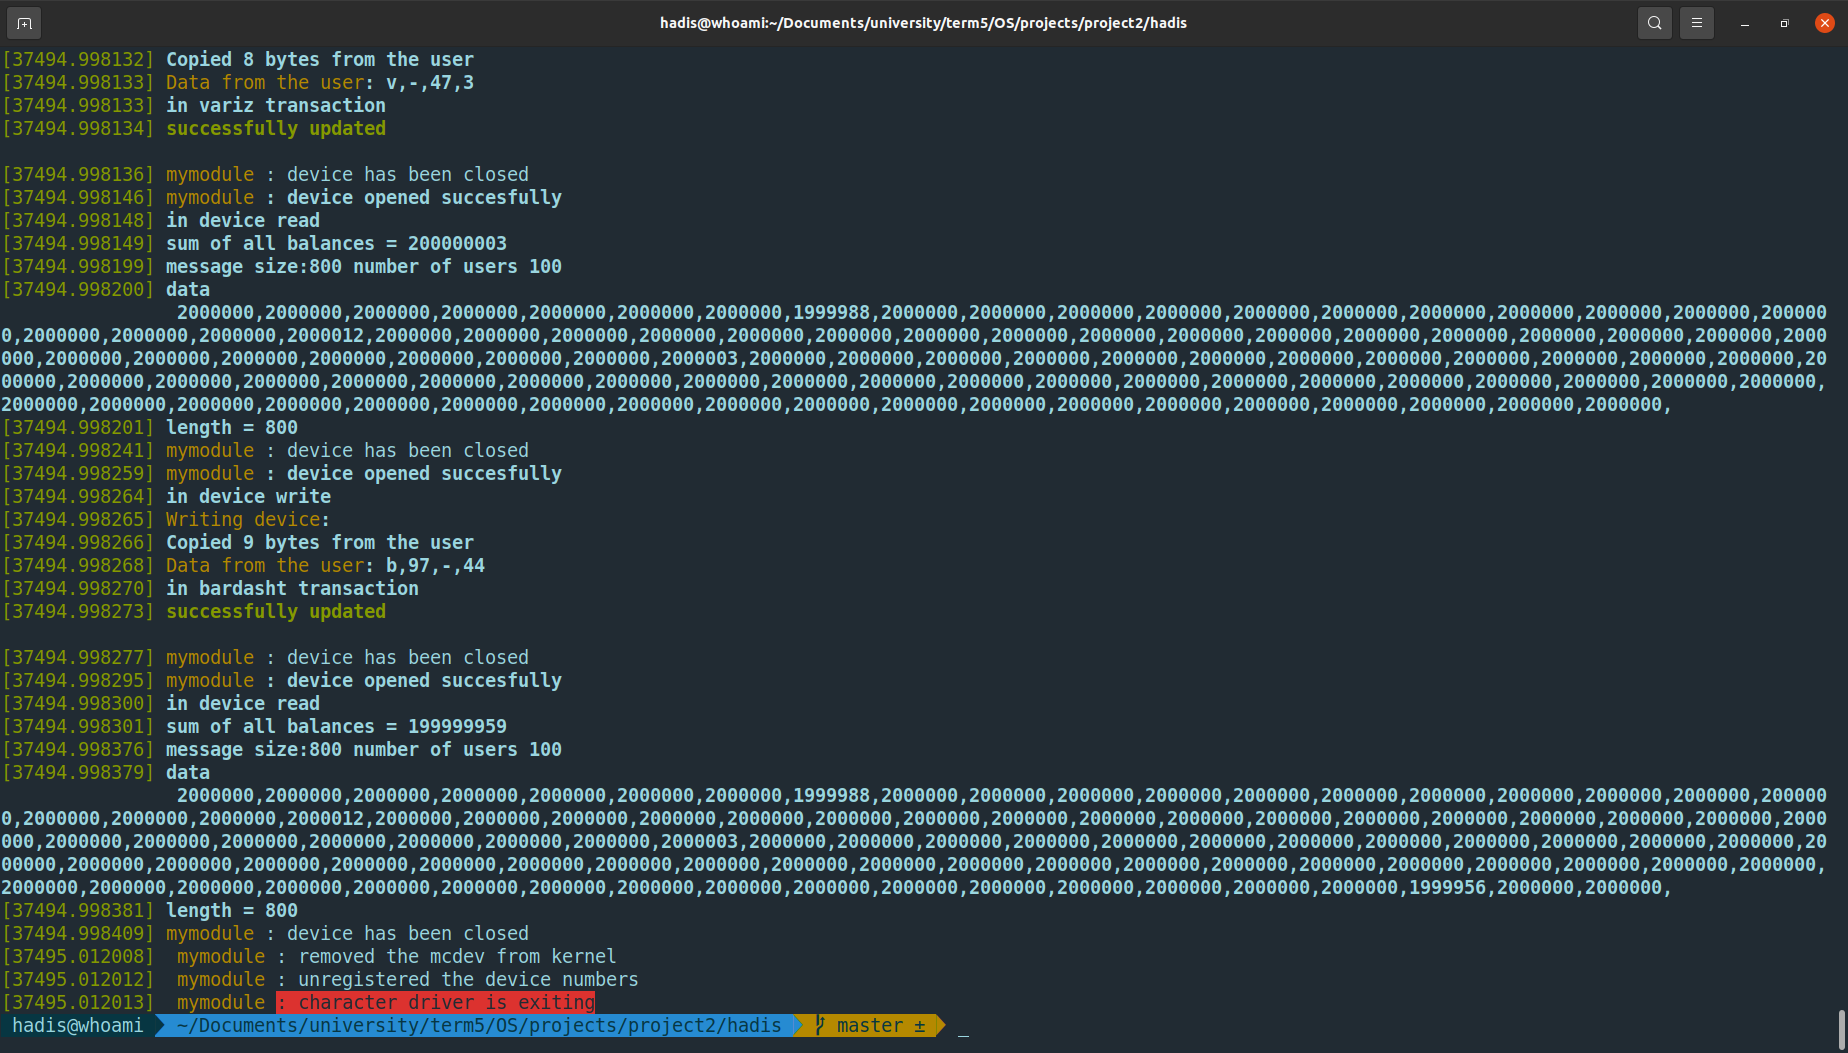 hadis@whoami:~/Documents/university/term5/OS/projects/project2/hadis
[37494.998132] Copied 8 bytes from the user
[37494.998133] Data from the user: v,-,47,3
[37494.998133] in variz transaction
[37494.998134] successfully updated
[37494.998136] mymodule : device has been closed
[37494.998146] mymodule : device opened succesfully
[37494.998148] in device read
[37494.998149] sum of all balances = 200000003
[37494.998199] message size:800 number of users 100
[37494.998200] data
2000000,2000000,2000000,2000000,2000000,2000000,2000000,1999988,2000000,2000000,2000000,2000000,2000000,2000000,2000000,2000000,2000000,2000000,200000
0,2000000,2000000,2000000,2000012,2000000,2000000,2000000,2000000,2000000,2000000,2000000,2000000,2000000,2000000,2000000,2000000,2000000,2000000,2000000,2000000,2000
000,2000000,2000000,2000000,2000000,2000000,2000000,2000000,2000003,2000000,2000000,2000000,2000000,2000000,2000000,2000000,2000000,2000000,2000000,2000000,2000000,20
00000,2000000,2000000,2000000,2000000,2000000,2000000,2000000,2000000,2000000,2000000,2000000,2000000,2000000,2000000,2000000,2000000,2000000,2000000,2000000,2000000,
2000000,2000000,2000000,2000000,2000000,2000000,2000000,2000000,2000000,2000000,2000000,2000000,2000000,2000000,2000000,2000000,2000000,2000000,2000000,
[37494.998201] length = 800
[37494.998241] mymodule : device has been closed
[37494.998259] mymodule : device opened succesfully
[37494.998264] in device write
[37494.998265] Writing device:
[37494.998266] Copied 9 bytes from the user
[37494.998268] Data from the user: b,97,-,44
[37494.998270] in bardasht transaction
[37494.998273] successfully updated
[37494.998277] mymodule : device has been closed
[37494.998295] mymodule : device opened succesfully
[37494.998300] in device read
[37494.998301] sum of all balances = 199999959
[37494.998376] message size:800 number of users 100
[37494.998379] data
2000000,2000000,2000000,2000000,2000000,2000000,2000000,1999988,2000000,2000000,2000000,2000000,2000000,2000000,2000000,2000000,2000000,2000000,200000
0,2000000,2000000,2000000,2000012,2000000,2000000,2000000,2000000,2000000,2000000,2000000,2000000,2000000,2000000,2000000,2000000,2000000,2000000,2000000,2000000,2000
000,2000000,2000000,2000000,2000000,2000000,2000000,2000000,2000003,2000000,2000000,2000000,2000000,2000000,2000000,2000000,2000000,2000000,2000000,2000000,2000000,20
00000,2000000,2000000,2000000,2000000,2000000,2000000,2000000,2000000,2000000,2000000,2000000,2000000,2000000,2000000,2000000,2000000,2000000,2000000,2000000,2000000,
2000000,2000000,2000000,2000000,2000000,2000000,2000000,2000000,2000000,2000000,2000000,2000000,2000000,2000000,2000000,2000000,1999956,2000000,2000000,
[37494.998381] length = 800
[37494.998409] mymodule : device has been closed
[37495.012008] mymodule : removed the mcdev from kernel
[37495.012012] mymodule : unregistered the device numbers
[37495.012013] mymodule : character driver is exiting
hadis@whoami ~/Documents/university/term5/OS/projects/project2/hadis master ± _